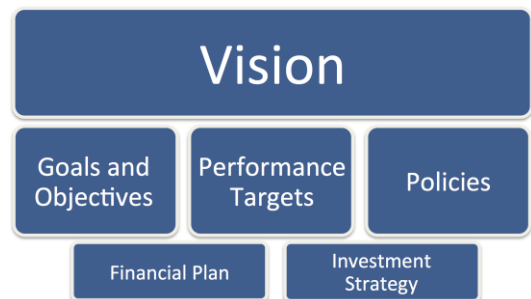 Vision
Goals and
Objectives
Performance
Targets
Policies
Financial Plan
Investment
Strategy